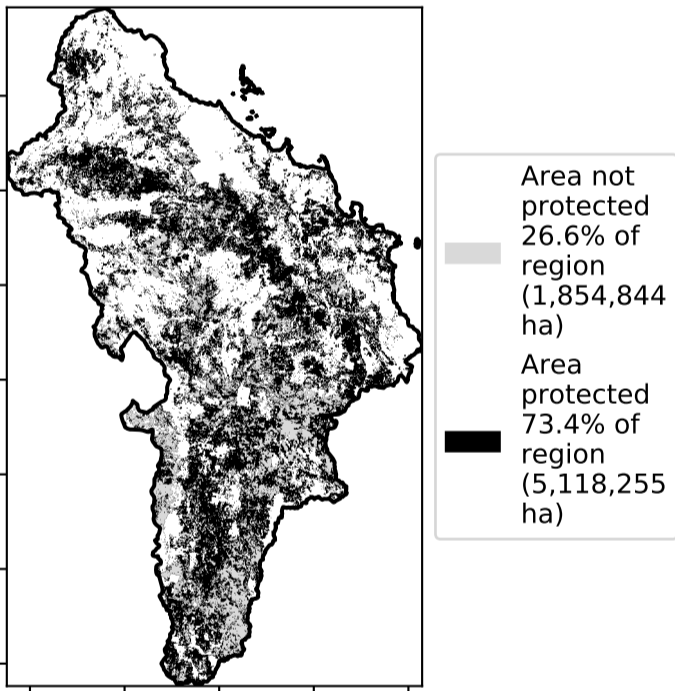 Area not
protected
26.6% of
region
(1,854,844
ha)
Area
protected
73.4% of
region
(5,118,255
ha)